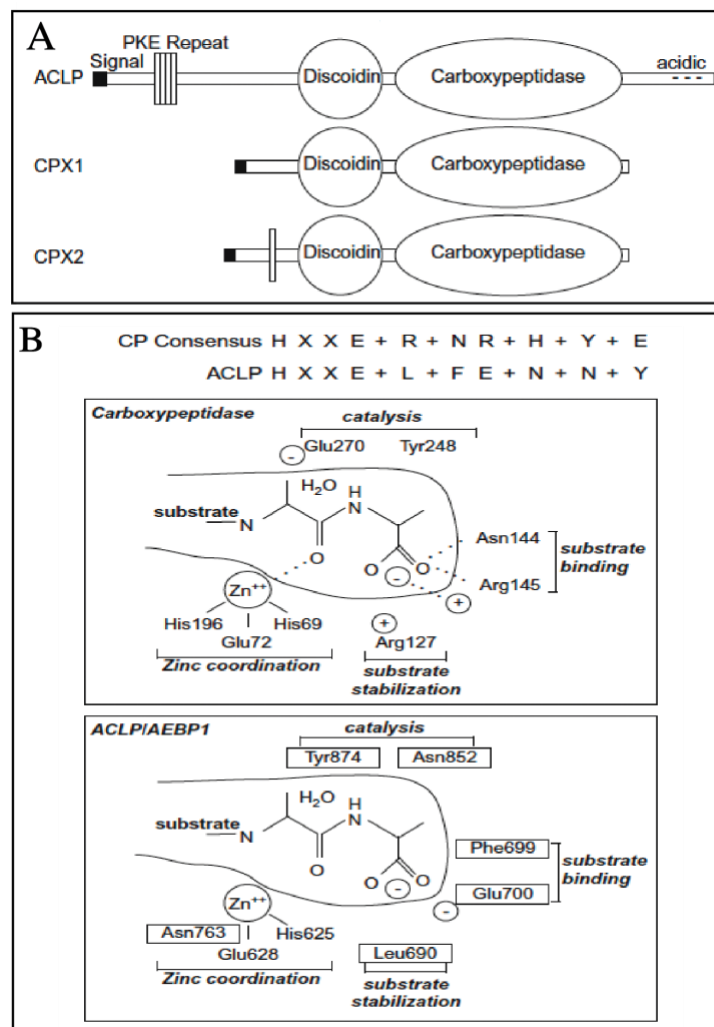 A
PKE Repeat
Signal
acidic
ACLP
Discoidin
Carboxypeptidase
- - -
CPX1
Discoidin
Carboxypeptidase
CPX2
Discoidin
Carboxypeptidase
B
CP Consensus H X X E + R + N R + H + Y + E
ACLP H X X E + L + F E + N + N + Y
Carboxypeptidase
catalysis
- Glu270 Tyr248
H₂O H
N
substrate N
O O O
-
Asn144
Arg145
+
substrate
binding
Zn⁺⁺
His196 His69
Glu72
Zinc coordination
+
Arg127
substrate
stabilization
ACLP/AEBP1
catalysis
Tyr874 Asn852
H₂O H
N
substrate N
O O O
-
Phe699
Glu700
-
substrate
binding
Zn⁺⁺
Asn763 His625
Glu628
Zinc coordination
Leu690
substrate
stabilization